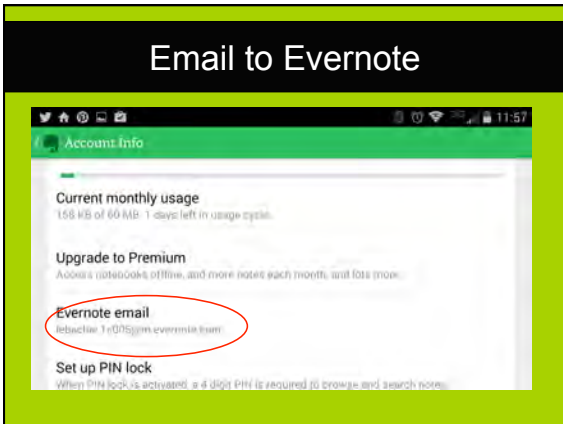 Email to Evernote
11:57
Account Info
Current monthly usage
158 KB of 60 MB. 1 days left in usage cycle.
Upgrade to Premium
Access notebooks offline, and more notes each month, and lots more.
Evernote email
Set up PIN lock
When PIN lock is activated, a 4 digit PIN is required to browse and search notes.